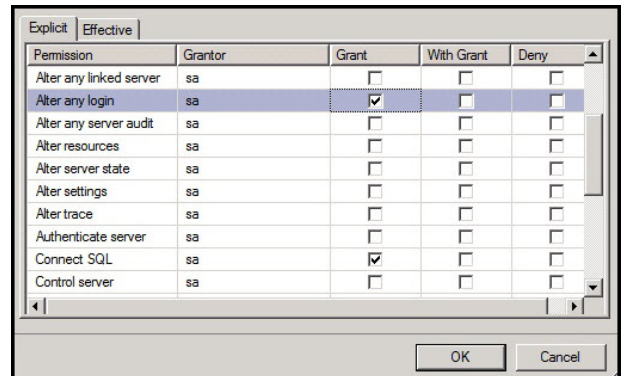 Explicit Effective
Permission Grantor Grant With Grant Deny
Alter any linked server sa
Alter any login sa
Alter any server audit sa
Alter resources sa
Alter server state sa
Alter settings sa
Alter trace sa
Authenticate server sa
Connect SQL sa
Control server sa
OK Cancel